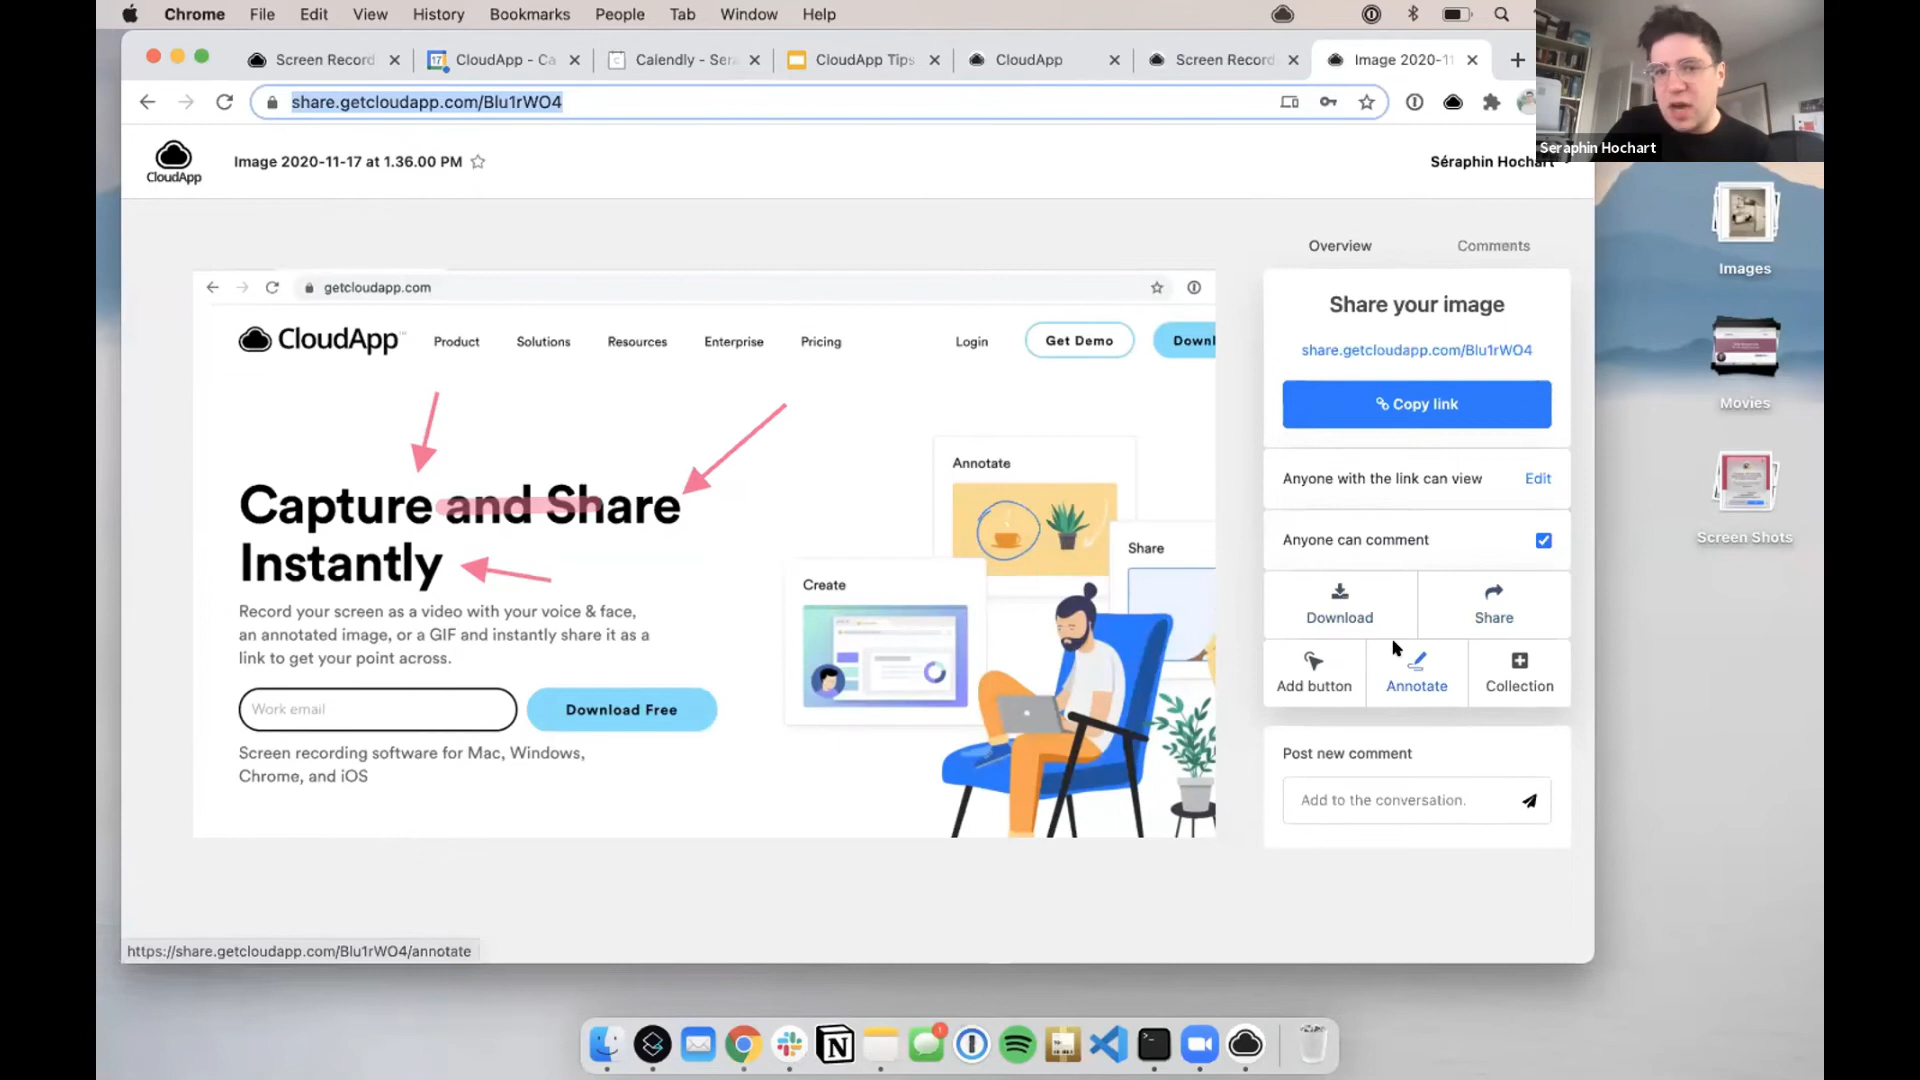 Chrome File Edit View History Bookmarks People Tab Window Help
Screen Record
CloudApp - Ca
Calendly - Ser
CloudApp Tips
CloudApp
Screen Record
Image 2020-11
share.getcloudapp.com/Blu1rWO4
Seraphin Hochart
CloudApp
Image 2020-11-17 at 1.36.00 PM
Séraphin Hochart
Overview
Comments
getcloudapp.com
CloudApp
Product
Solutions
Resources
Enterprise
Pricing
Login
Get Demo
Downl
Capture and Share
Instantly
Record your screen as a video with your voice & face,
an annotated image, or a GIF and instantly share it as a
link to get your point across.
Work email
Download Free
Screen recording software for Mac, Windows,
Chrome, and iOS
Annotate
Share
Create
Share your image
share.getcloudapp.com/Blu1rWO4
Copy link
Anyone with the link can view
Edit
Anyone can comment
Download
Share
Add button
Annotate
Collection
Post new comment
Add to the conversation.
Images
Movies
Screen Shots
https://share.getcloudapp.com/Blu1rWO4/annotate